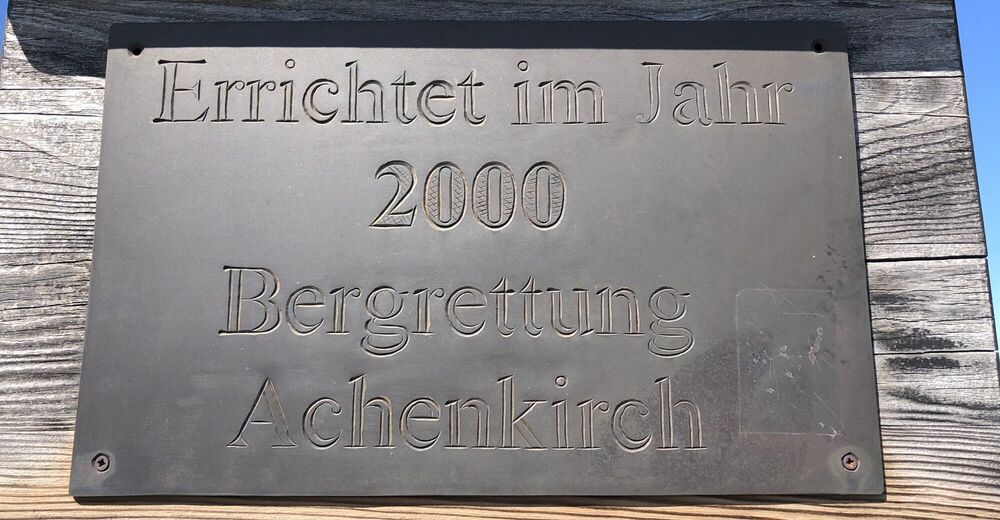 Errichtet im Jahr
2000
Bergrettung
Achenkirch